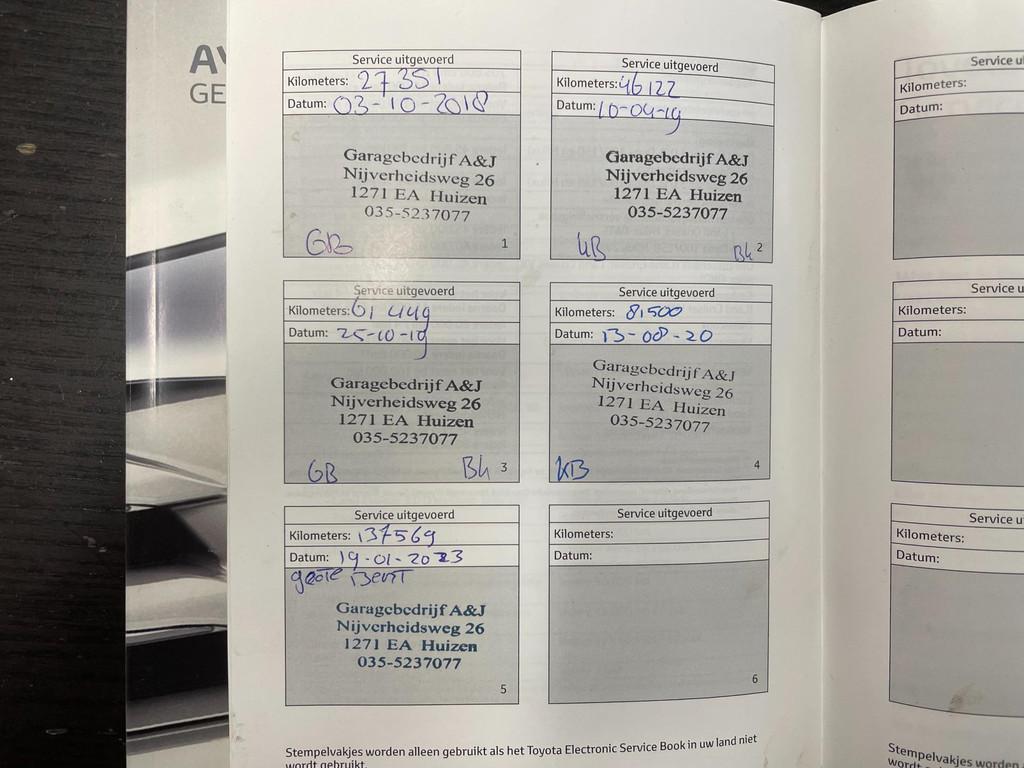 AY
GE
Service uitgevoerd
Kilometers: 27351
Datum: 03-10-2018
Garagebedrijf A&J
Nijverheidsweg 26
1271 EA Huizen
035-5237077
GB
1
Service uitgevoerd
Kilometers: 46122
Datum: 10-04-19
Garagebedrijf A&J
Nijverheidsweg 26
1271 EA Huizen
035-5237077
2
Service uitgevoerd
Kilometers: 61449
Datum: 25-10-19
Garagebedrijf A&J
Nijverheidsweg 26
1271 EA Huizen
035-5237077
GB
3
Service uitgevoerd
Kilometers: 81500
Datum: 13-08-20
Garagebedrijf A&J
Nijverheidsweg 26
1271 EA Huizen
035-5237077
4
Service uitgevoerd
Kilometers: 137569
Datum: 19-01-2023
grote
Garagebedrijf A&J
Nijverheidsweg 26
1271 EA Huizen
035-5237077
5
Service uitgevoerd
Kilometers:
Datum:
6
Stempelvakjes worden alleen gebruikt als het Toyota Electronic Service Book in uw land niet
wordt gebruikt.
Service
Kilometers:
Datum:
Service
Kilometers:
Datum:
Service
Kilometers:
Datum:
Stempelvakjes worden